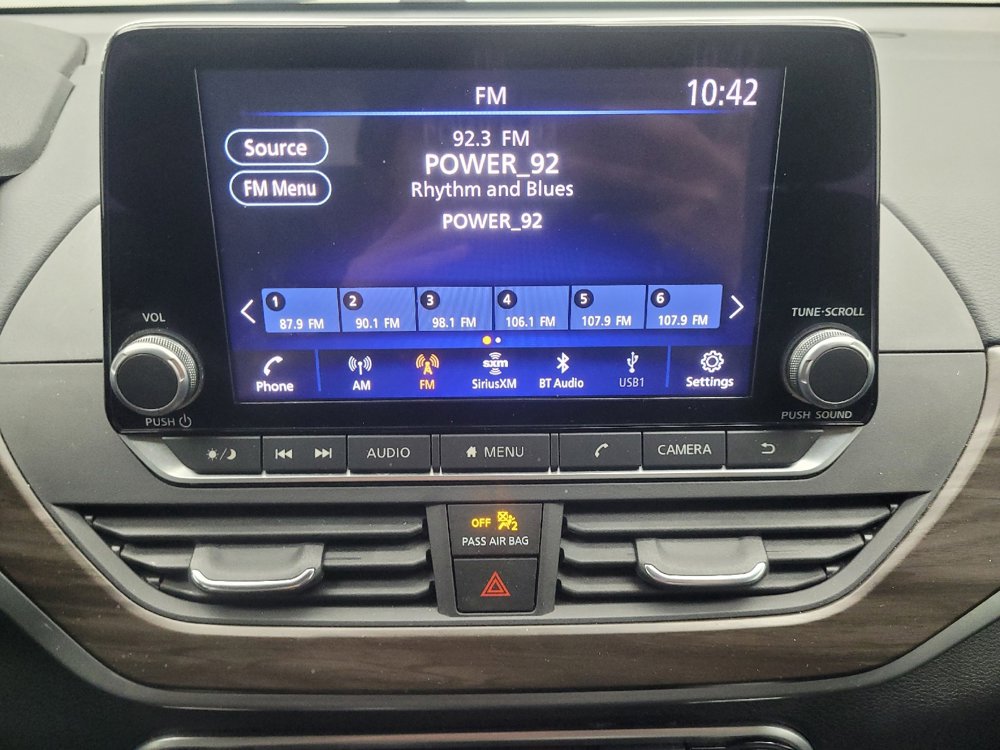 FM
10:42
Source
92.3 FM
POWER_92
FM Menu
Rhythm and Blues
POWER_92
1 2 3 4 5 6
87.9 FM 90.1 FM 98.1 FM 106.1 FM 107.9 FM 107.9 FM
VOL
TUNE·SCROLL
Phone AM FM sxm SiriusXM BT Audio USB1 Settings
PUSH
PUSH SOUND
AUDIO MENU CAMERA
OFF 2
PASS AIR BAG